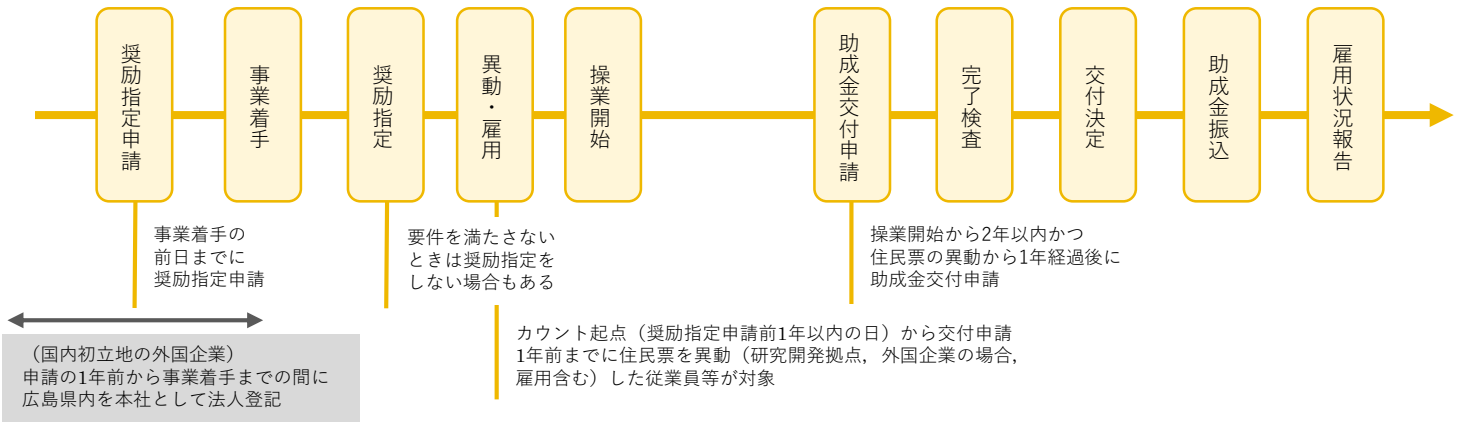 奨励指定申請
事業着手
奨励指定
異動・雇用
操業開始
助成金交付申請
完了検査
交付決定
助成金振込
雇用状況報告
事業着手の
前日までに
奨励指定申請
要件を満たさない
ときは奨励指定を
しない場合もある
操業開始から2年以内かつ
住民票の異動から1年経過後に
助成金交付申請
カウント起点（奨励指定申請前1年以内の日）から交付申請
1年前までに住民票を異動（研究開発拠点，外国企業の場合，
雇用含む）した従業員等が対象
（国内初立地の外国企業）
申請の1年前から事業着手までの間に
広島県内を本社として法人登記